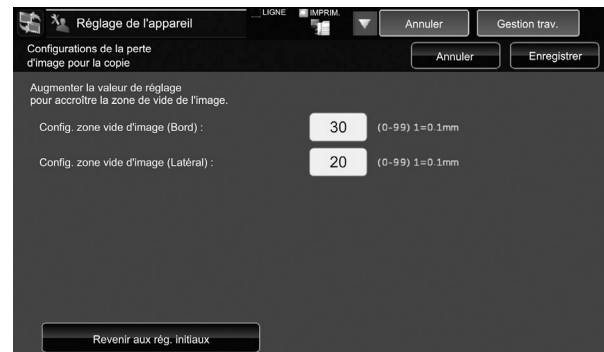 Réglage de l'appareil
LIGNE
IMPRIM.
Annuler
Gestion trav.
Configurations de la perte
d'image pour la copie
Annuler
Enregistrer
Augmenter la valeur de réglage
pour accroître la zone de vide de l'image.
Config. zone vide d'image (Bord) :
30
(0-99) 1=0.1mm
Config. zone vide d'image (Latéral) :
20
(0-99) 1=0.1mm
Revenir aux rég. initiaux